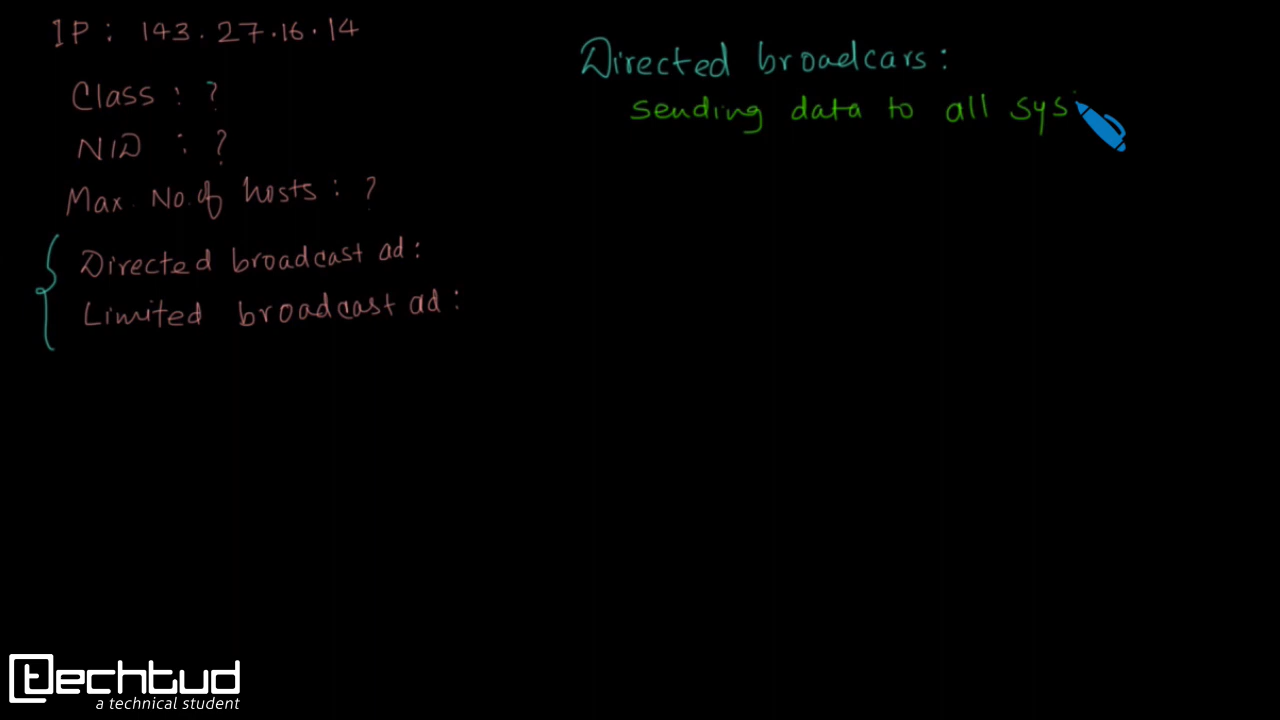 IP : 143.27.16.14
Class : ?
NID : ?
Max. No. of hosts : ?
Directed broadcast ad :
Limited broadcast ad :
Directed broadcars :
sending data to all sys
techtud
a technical student